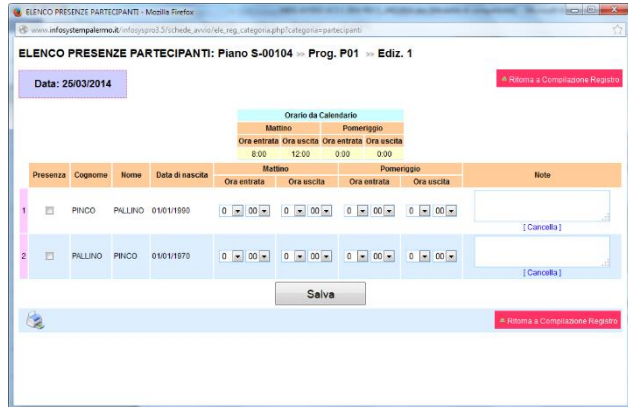 ELENCO PRESENZE PARTECIPANTI - Mozilla Firefox
www.infosystempalermo.it/infosyspro3.5/schede_avvio/ele_reg_categoria.php?categoria=partecipanti
ELENCO PRESENZE PARTECIPANTI: Piano S-00104 » Prog. P01 » Ediz. 1
Data: 25/03/2014
Ritorna a Compilazione Registro
Orario da Calendario
Mattino Pomeriggio
Ora entrata Ora uscita Ora entrata Ora uscita
8:00 12:00 0:00 0:00
Presenza Cognome Nome Data di nascita Mattino Pomeriggio Note
Ora entrata Ora uscita Ora entrata Ora uscita
1 PINCO PALLINO 01/01/1990 0 00 0 00 0 00 0 00
[ Cancella ]
2 PALLINO PINCO 01/01/1970 0 00 0 00 0 00 0 00
[ Cancella ]
Salva
Ritorna a Compilazione Registro